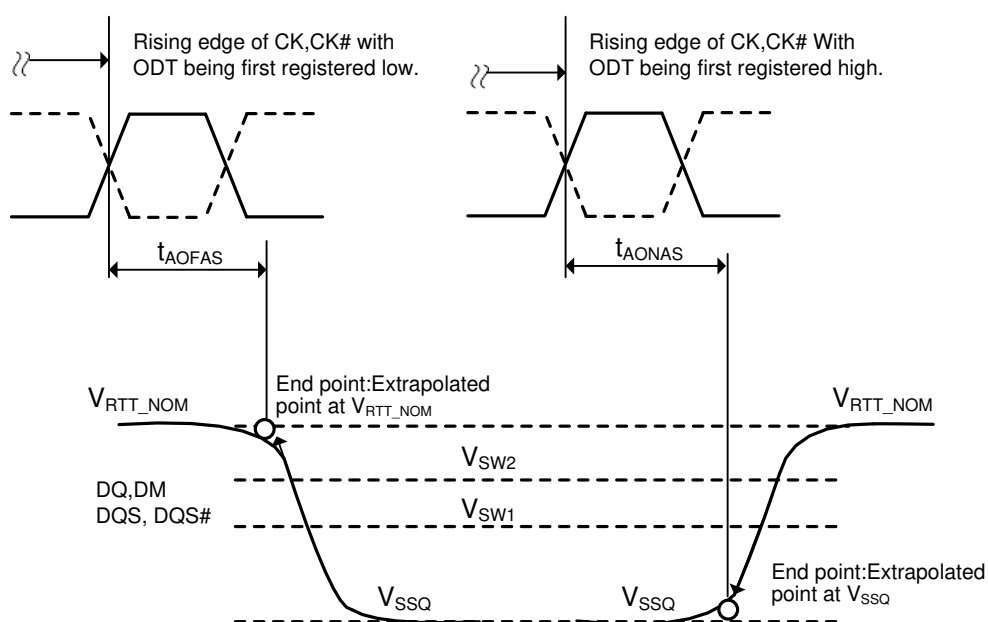 Rising edge of CK,CK# with
ODT being first registered low.
Rising edge of CK,CK# With
ODT being first registered high.
tAOFAS
tAONAS
End point:Extrapolated
point at VRTT_NOM
VRTT_NOM
VRTT_NOM
VSW2
DQ,DM
DQS, DQS#
VSW1
End point:Extrapolated
point at VSSQ
VSSQ
VSSQ